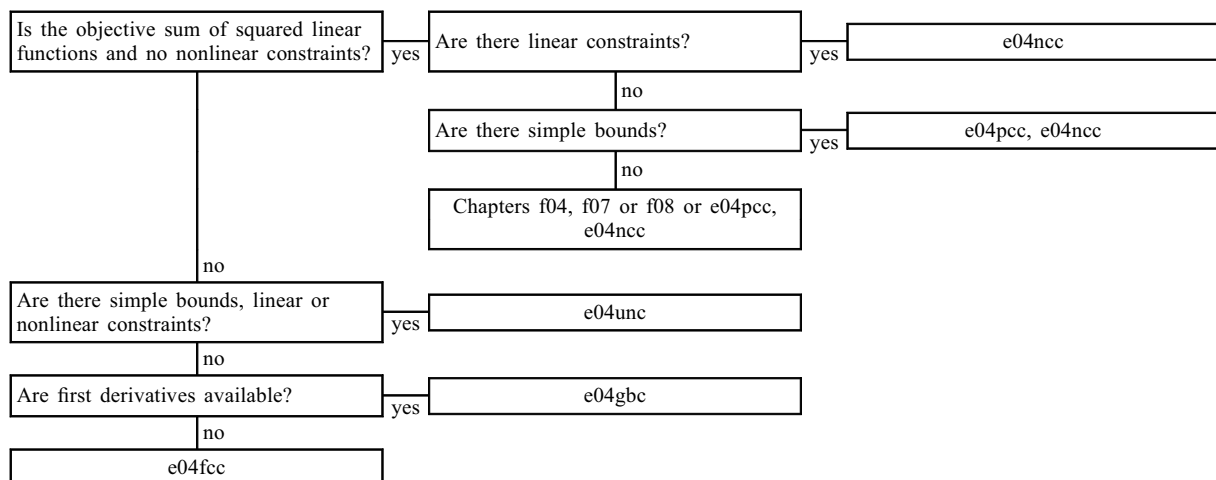 Is the objective sum of squared linear
functions and no nonlinear constraints?
yes
Are there linear constraints?
yes
e04ncc
no
Are there simple bounds?
yes
e04pcc, e04ncc
no
Chapters f04, f07 or f08 or e04pcc,
e04ncc
no
Are there simple bounds, linear or
nonlinear constraints?
yes
e04unc
no
Are first derivatives available?
yes
e04gbc
no
e04fcc